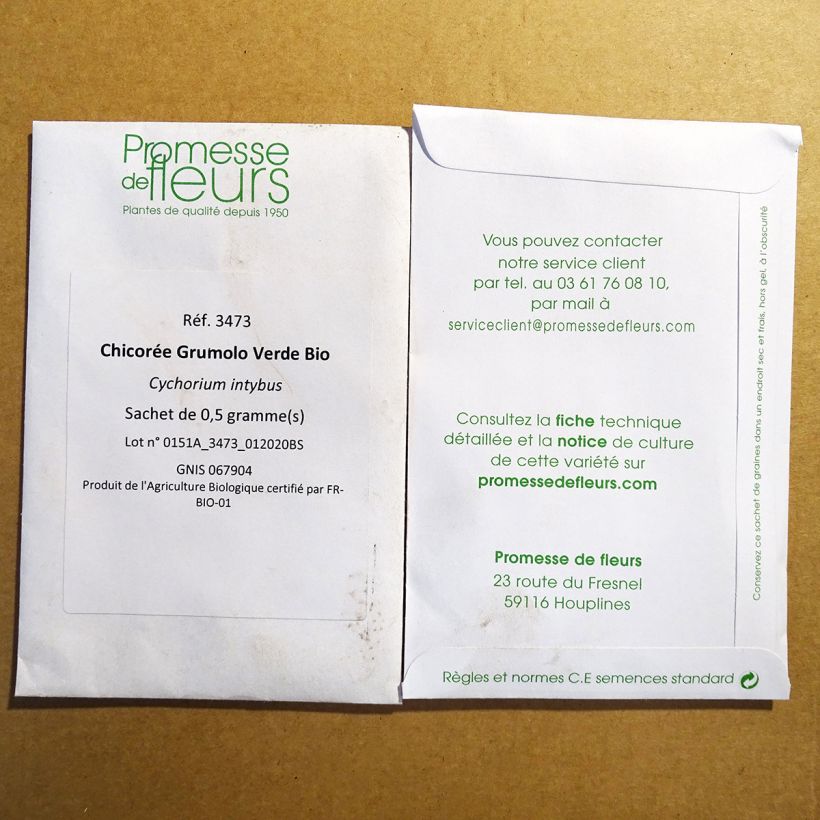 Promesse
de fleurs
Plantes de qualité depuis 1950
Réf. 3473
Chicorée Grumolo Verde Bio
Cychorium intybus
Sachet de 0,5 gramme(s)
Lot n° 0151A_3473_012020BS
GNIS 067904
Produit de l'Agriculture Biologique certifié par FR-
BIO-01
Vous pouvez contacter
notre service client
par tel. au 03 61 76 08 10,
par mail à
serviceclient@promessedefleurs.com
Consultez la fiche technique
détaillée et la notice de culture
de cette variété sur
promessedefleurs.com
Promesse de fleurs
23 route du Fresnel
59116 Houplines
Règles et normes C.E semences standard
Conservez ce sachet de graines dans un endroit sec et frais, hors gel, à l'obscurité